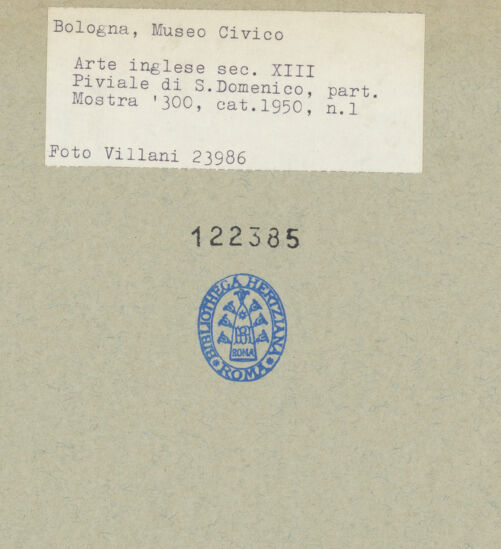 Bologna, Museo Civico
Arte inglese sec. XIII
Piviale di S.Domenico, part.
Mostra '300, cat.1950, n.1
Foto Villani 23986
122385
BIBLIOTHECA HERTZIANA
ROMA
ROMA